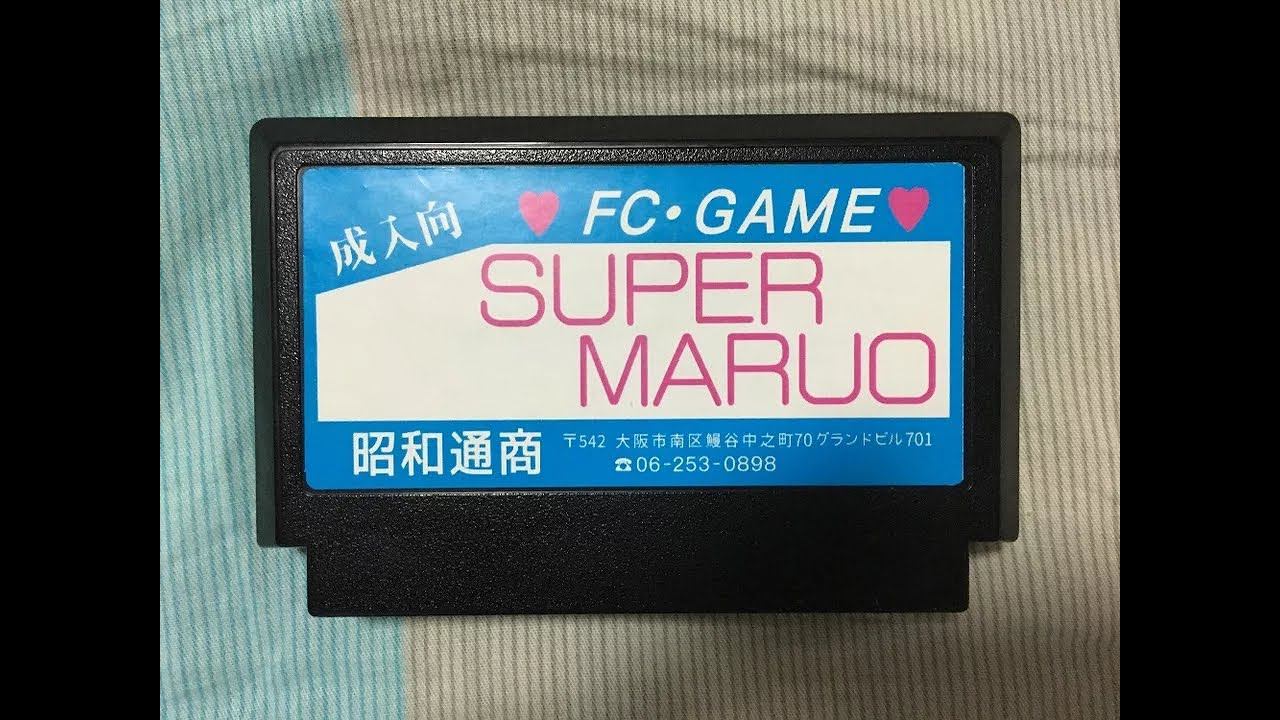 成人向
♥ FC・GAME ♥
SUPER
MARUO
昭和通商
〒542 大阪市南区鰻谷中之町70グランドビル701
☎06-253-0898